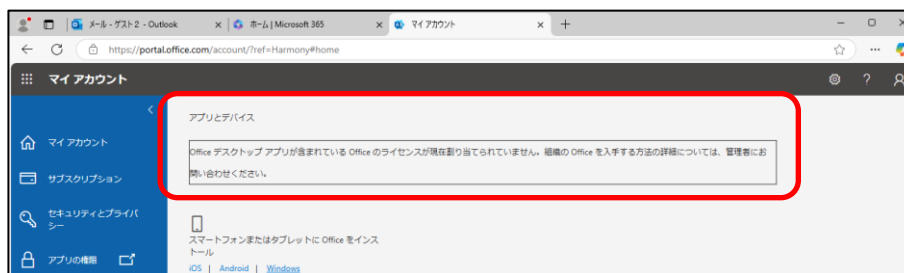 メール - ゲスト2 - Outlook
ホーム | Microsoft 365
マイ アカウント
https://portal.office.com/account/?ref=Harmony#home
マイ アカウント
アプリとデバイス
Office デスクトップ アプリが含まれている Office のライセンスが現在割り当てられていません。組織の Office を入手する方法の詳細については、管理者にお
問い合わせください。
マイ アカウント
サブスクリプション
セキュリティとプライバ
シー
アプリの権限
スマートフォンまたはタブレットに Office をインス
トール
iOS | Android | Windows